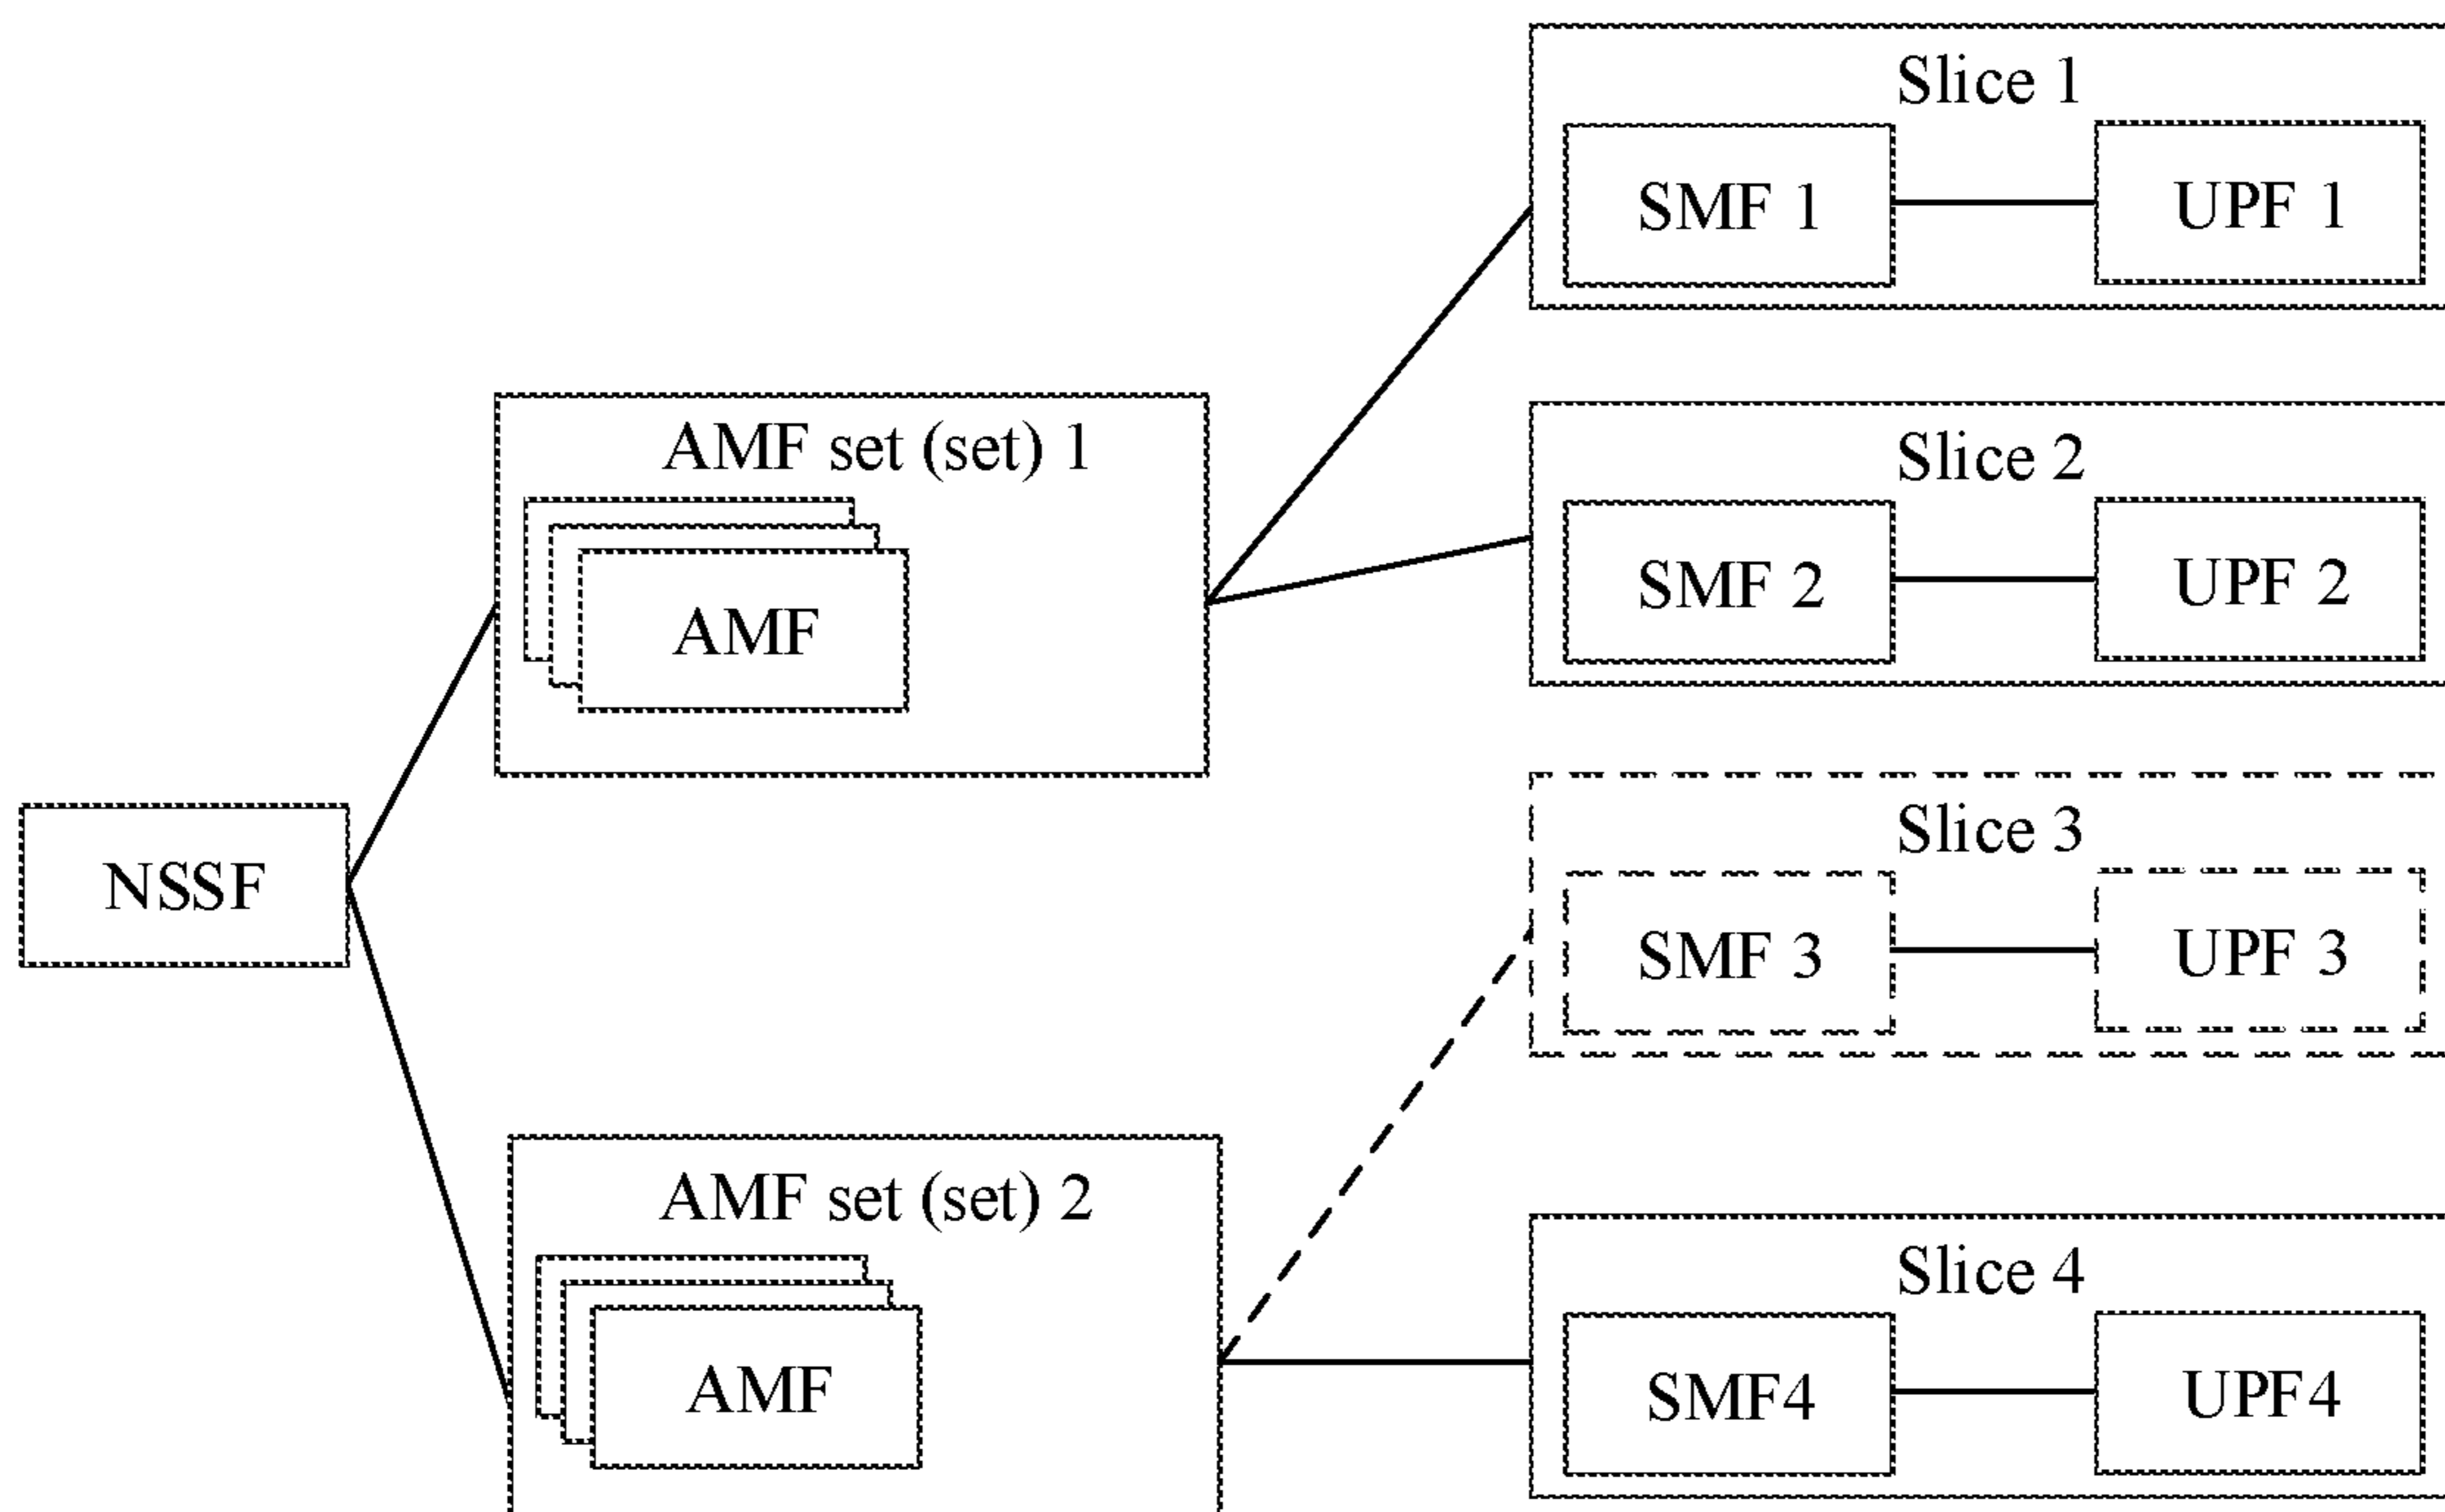 Slice 1
SMF 1
UPF 1
AMF set (set) 1
AMF
Slice 2
SMF 2
UPF 2
NSSF
Slice 3
SMF 3
UPF 3
AMF set (set) 2
AMF
Slice 4
SMF4
UPF4